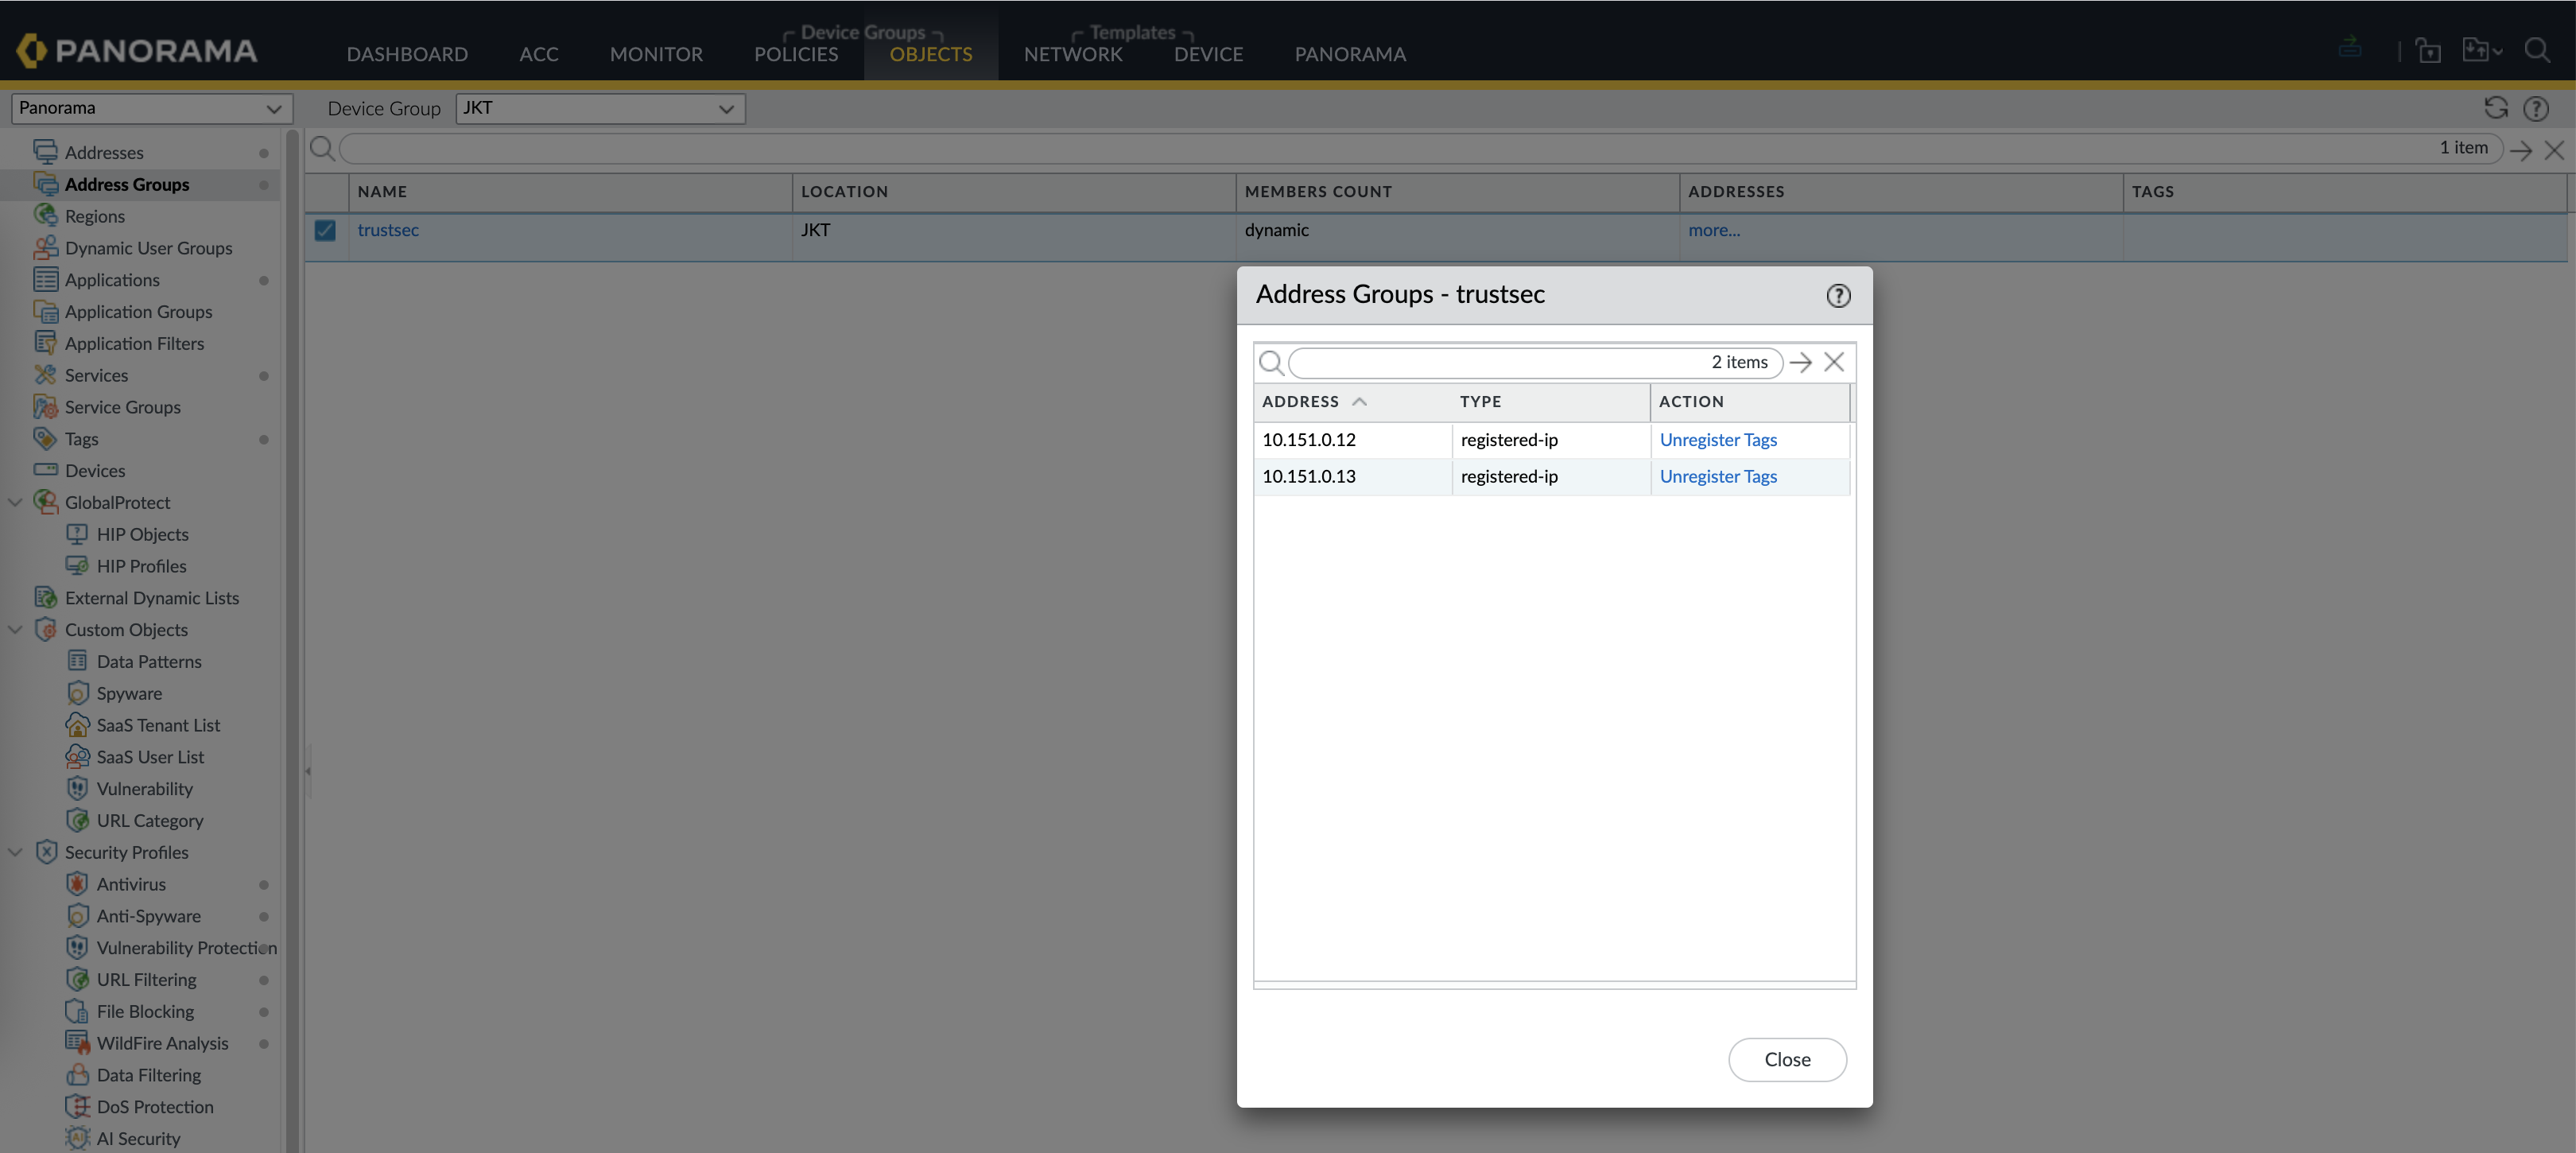 Device Groups
Templates
PANORAMA
DASHBOARD
ACC
MONITOR
POLICIES
OBJECTS
NETWORK
DEVICE
PANORAMA
Panorama
Device Group
JKT
Addresses
Address Groups
Regions
Dynamic User Groups
Applications
Application Groups
Application Filters
Services
Service Groups
Tags
Devices
GlobalProtect
HIP Objects
HIP Profiles
External Dynamic Lists
Custom Objects
Data Patterns
Spyware
SaaS Tenant List
SaaS User List
Vulnerability
URL Category
Security Profiles
Antivirus
Anti-Spyware
Vulnerability Protection
URL Filtering
File Blocking
WildFire Analysis
Data Filtering
DoS Protection
AI Security
1 item
NAME LOCATION MEMBERS COUNT ADDRESSES TAGS
trustsec JKT dynamic more...
Address Groups - trustsec
2 items
ADDRESS TYPE ACTION
10.151.0.12 registered-ip Unregister Tags
10.151.0.13 registered-ip Unregister Tags
Close